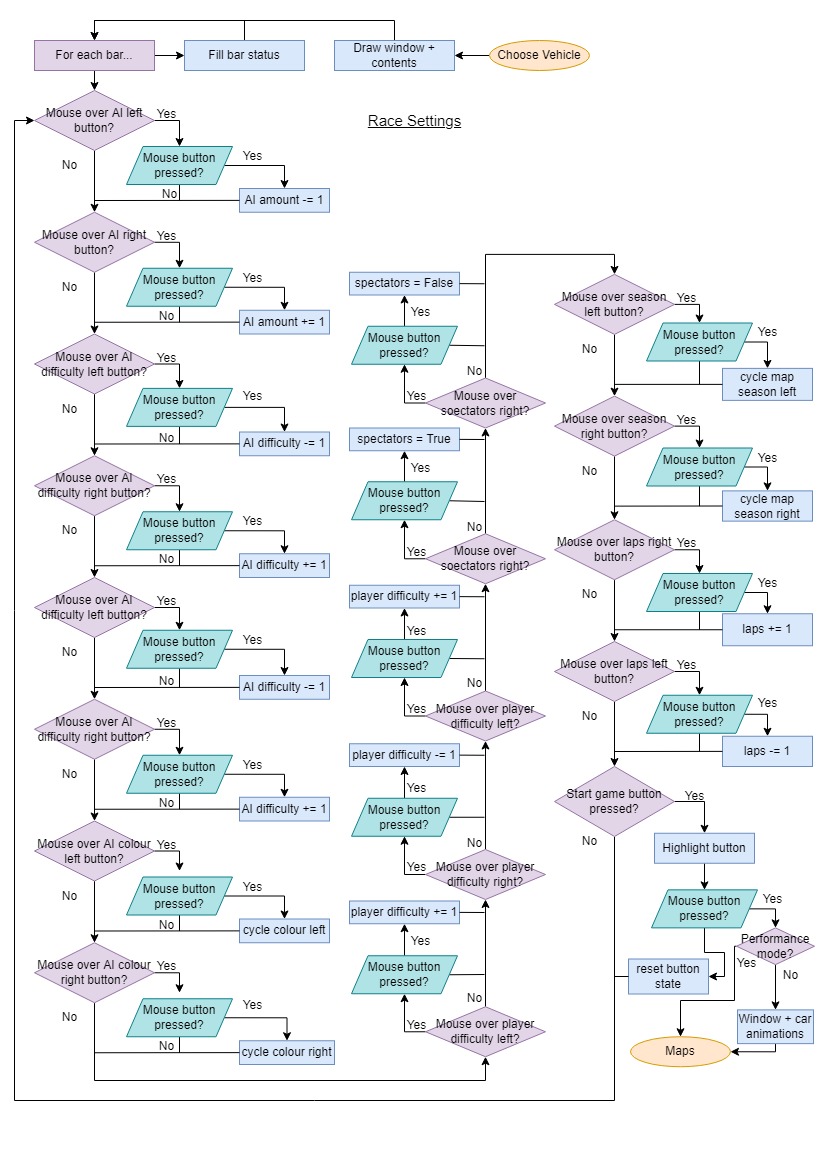 For each bar...
Fill bar status
Draw window +
contents
Choose Vehicle
Race Settings
Mouse over AI left
button?
Yes
No
Mouse button
pressed?
Yes
No
AI amount -= 1
Mouse over AI right
button?
Yes
No
Mouse button
pressed?
Yes
No
AI amount += 1
Mouse over AI
difficulty left button?
Yes
No
Mouse button
pressed?
Yes
No
AI difficulty -= 1
Mouse over AI
difficulty right button?
Yes
No
Mouse button
pressed?
Yes
No
AI difficulty += 1
Mouse over AI
difficulty left button?
Yes
No
Mouse button
pressed?
Yes
No
AI difficulty -= 1
Mouse over AI
difficulty right button?
Yes
No
Mouse button
pressed?
Yes
No
AI difficulty += 1
Mouse over AI colour
left button?
Yes
No
Mouse button
pressed?
Yes
No
cycle colour left
Mouse over AI colour
right button?
Yes
No
Mouse button
pressed?
Yes
No
cycle colour right
spectators = False
Yes
Mouse button
pressed?
No
Yes
Mouse over
soectators right?
spectators = True
Yes
Mouse button
pressed?
No
Yes
Mouse over
soectators right?
player difficulty += 1
Yes
Mouse button
pressed?
No
Yes
Mouse over player
difficulty left?
player difficulty -= 1
Yes
Mouse button
pressed?
No
Yes
Mouse over player
difficulty right?
player difficulty += 1
Yes
Mouse button
pressed?
No
Yes
Mouse over player
difficulty left?
Mouse over season
left button?
Yes
No
Mouse button
pressed?
Yes
cycle map
season left
Mouse over season
right button?
Yes
No
Mouse button
pressed?
Yes
cycle map
season right
Mouse over laps right
button?
Yes
No
Mouse button
pressed?
Yes
laps += 1
Mouse over laps left
button?
Yes
No
Mouse button
pressed?
Yes
laps -= 1
Start game button
pressed?
Yes
No
Highlight button
Mouse button
pressed?
Yes
Performance
mode?
Yes
No
reset button
state
Window + car
animations
Maps